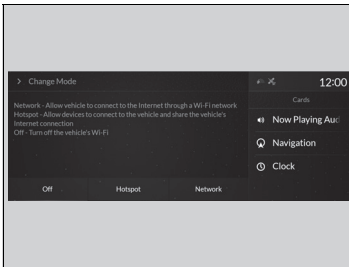 > Change Mode
12:00
Network - Allow vehicle to connect to the Internet through a Wi-Fi network
Hotspot - Allow devices to connect to the vehicle and share the vehicle's
Internet connection
Off - Turn off the vehicle's Wi-Fi
Cards
Now Playing Aud
Navigation
Clock
Off
Hotspot
Network